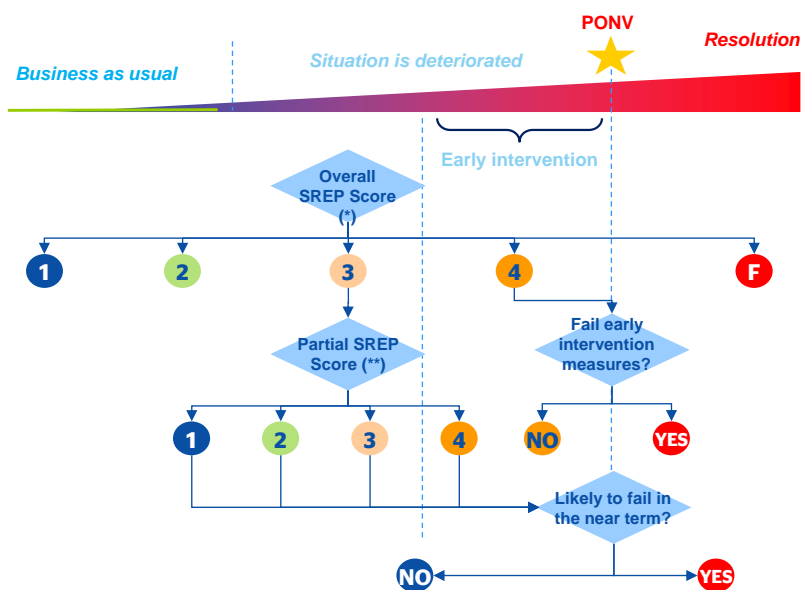 PONV
Resolution
Business as usual
Situation is deteriorated
Early intervention
Overall
SREP Score
(*)
1
2
3
4
F
Partial SREP
Score (**)
Fail early
intervention
measures?
1
2
3
4
NO
YES
Likely to fail in
the near term?
NO
YES